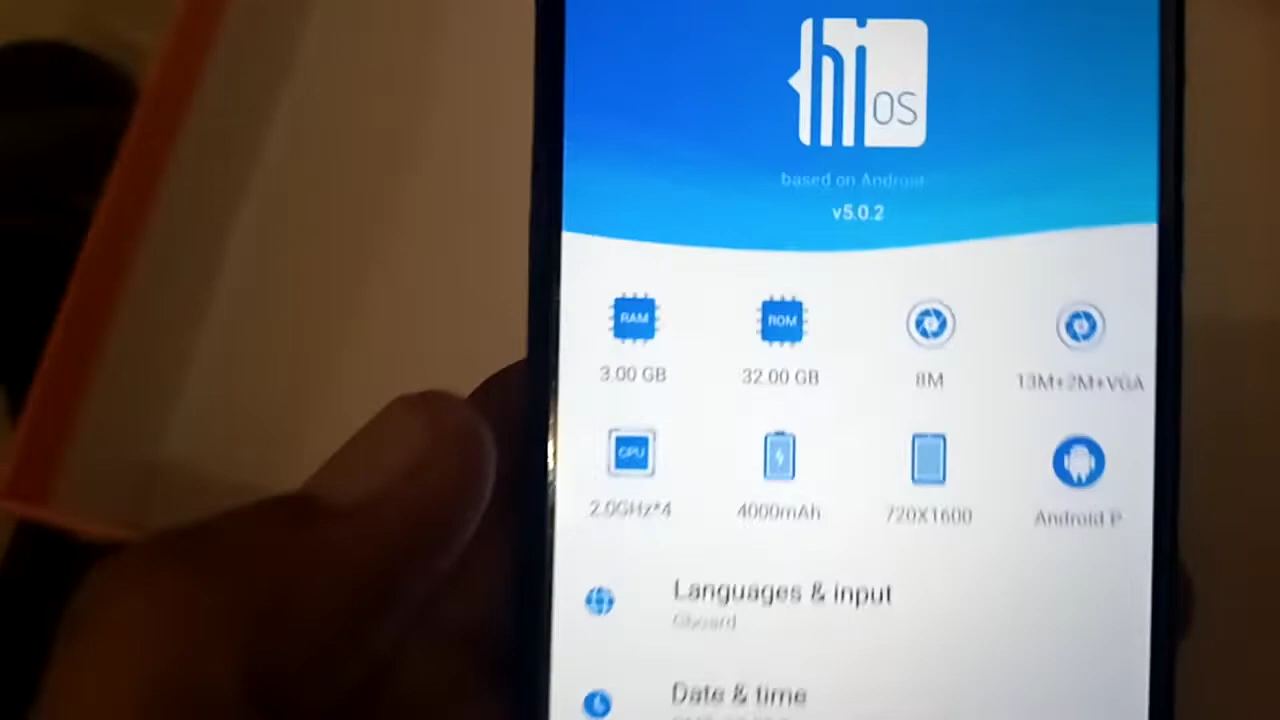 hi OS
based on Android
v5.0.2
RAM ROM
3.00 GB 32.00 GB 8M 13M+2M+VGA
CPU
2.0GHz*4 4000mAh 720X1600 Android P
Languages & input
Gboard
Date & time